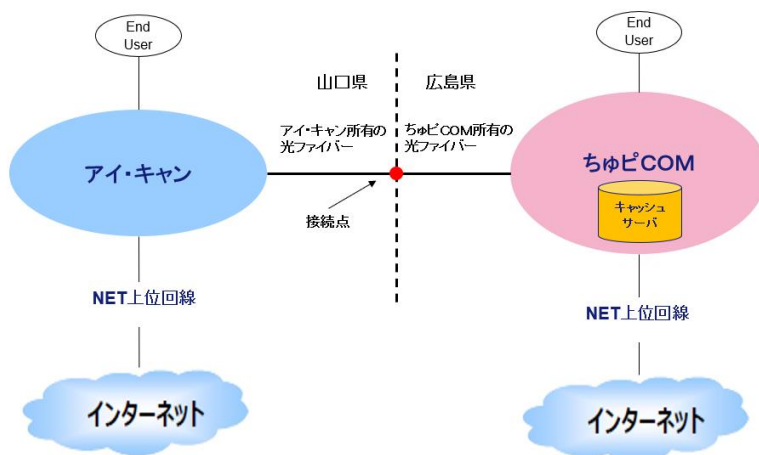 End
User
End
User
山口県
広島県
アイ・キャン所有の
光ファイバー
ちゅピCOM所有の
光ファイバー
アイ・キャン
ちゅピCOM
キャッシュ
サーバ
接続点
NET上位回線
NET上位回線
インターネット
インターネット